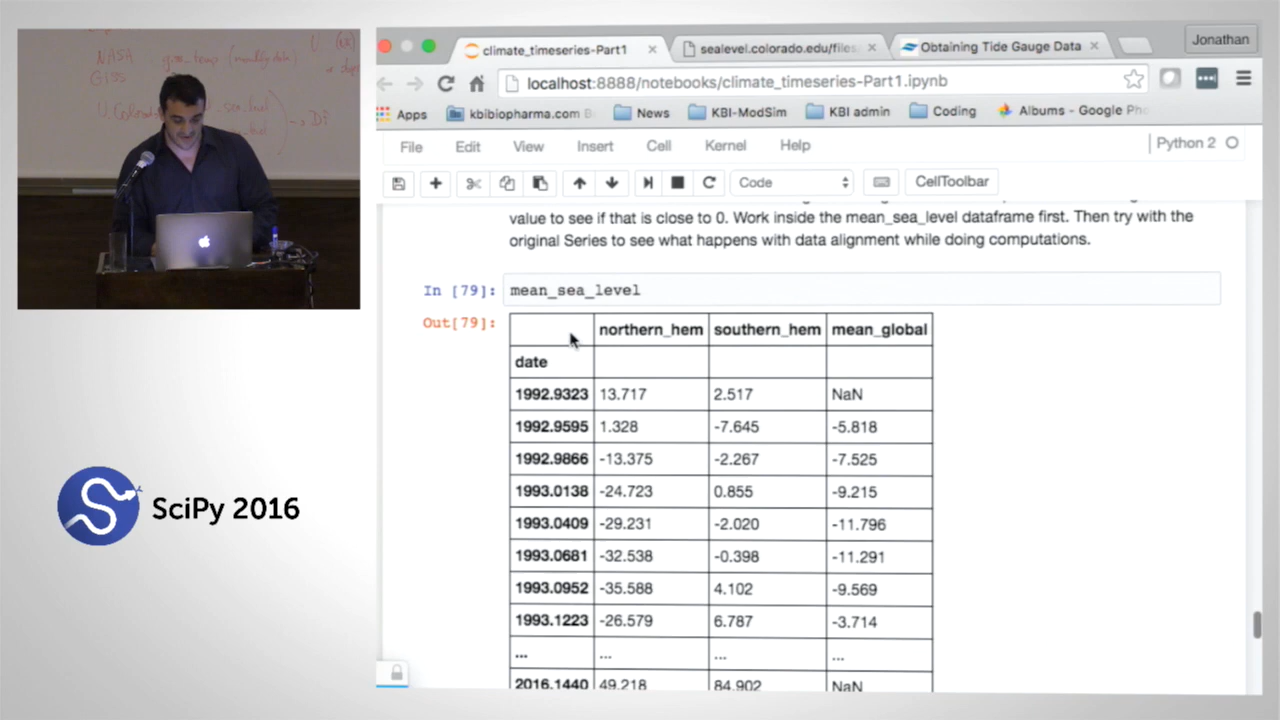 NASA
GISS
climate_timeseries-Part1
sealevel.colorado.edu/files
Obtaining Tide Gauge Data
Jonathan
localhost:8888/notebooks/climate_timeseries-Part1.ipynb
Apps
kbibiopharma.com
News
KBI-ModSim
KBI admin
Coding
Albums - Google Pho
File Edit View Insert Cell Kernel Help
Python 2
Code
CellToolbar
value to see if that is close to 0. Work inside the mean_sea_level dataframe first. Then try with the
original Series to see what happens with data alignment while doing computations.
In [79]: mean_sea_level
Out[79]:
northern_hem southern_hem mean_global
date
1992.9323 13.717 2.517 NaN
1992.9595 1.328 -7.645 -5.818
1992.9866 -13.375 -2.267 -7.525
1993.0138 -24.723 0.855 -9.215
1993.0409 -29.231 -2.020 -11.796
1993.0681 -32.538 -0.398 -11.291
1993.0952 -35.588 4.102 -9.569
1993.1223 -26.579 6.787 -3.714
... ... ... ...
2016.1440 49.218 84.902 NaN
SciPy 2016